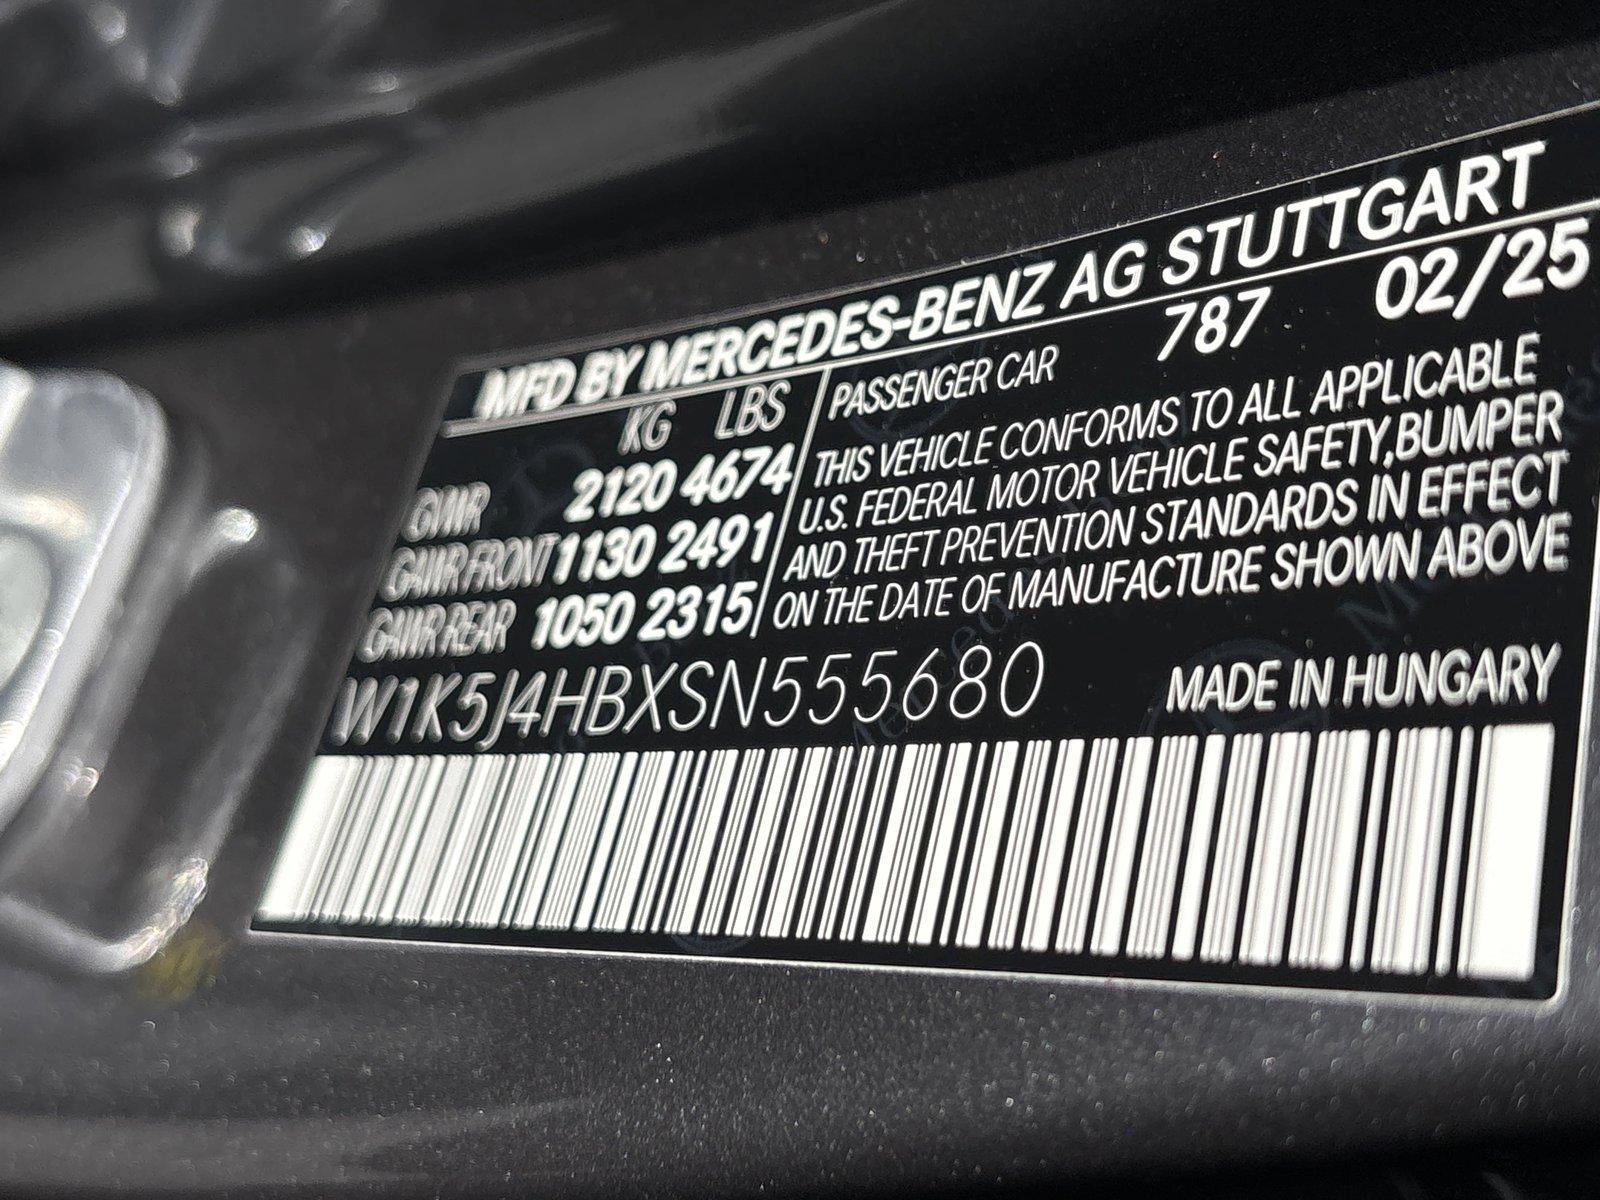 MFD BY MERCEDES-BENZ AG STUTTGART
KG LBS
GWWR 2120 4674
GAWR FRONT 1130 2491
GAWR REAR 1050 2315
PASSENGER CAR 787 02/25
THIS VEHICLE CONFORMS TO ALL APPLICABLE
U.S. FEDERAL MOTOR VEHICLE SAFETY,BUMPER
AND THEFT PREVENTION STANDARDS IN EFFECT
ON THE DATE OF MANUFACTURE SHOWN ABOVE
W1K5J4HBXSN555680 MADE IN HUNGARY